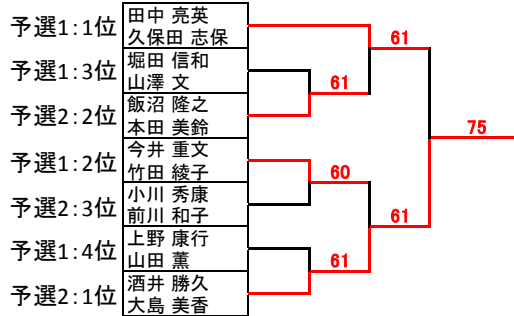 予選1:1位
田中 亮英
久保田 志保
61
予選1:3位
堀田 信和
山澤 文
61
予選2:2位
飯沼 隆之
本田 美鈴
75
予選1:2位
今井 重文
竹田 綾子
60
予選2:3位
小川 秀康
前川 和子
61
予選1:4位
上野 康行
山田 薫
61
予選2:1位
酒井 勝久
大島 美香